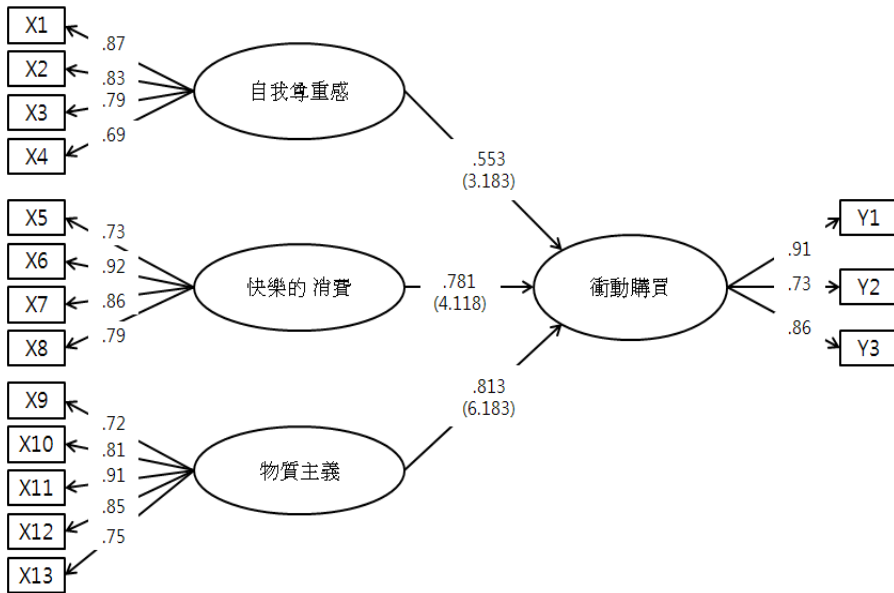 X1
X2
X3
X4
.87
.83
.79
.69
自我尊重感
.553
(3.183)
X5
X6
X7
X8
.73
.92
.86
.79
快樂的 消費
.781
(4.118)
衝動購買
.91
.73
.86
Y1
Y2
Y3
X9
X10
X11
X12
X13
.72
.81
.91
.85
.75
物質主義
.813
(6.183)